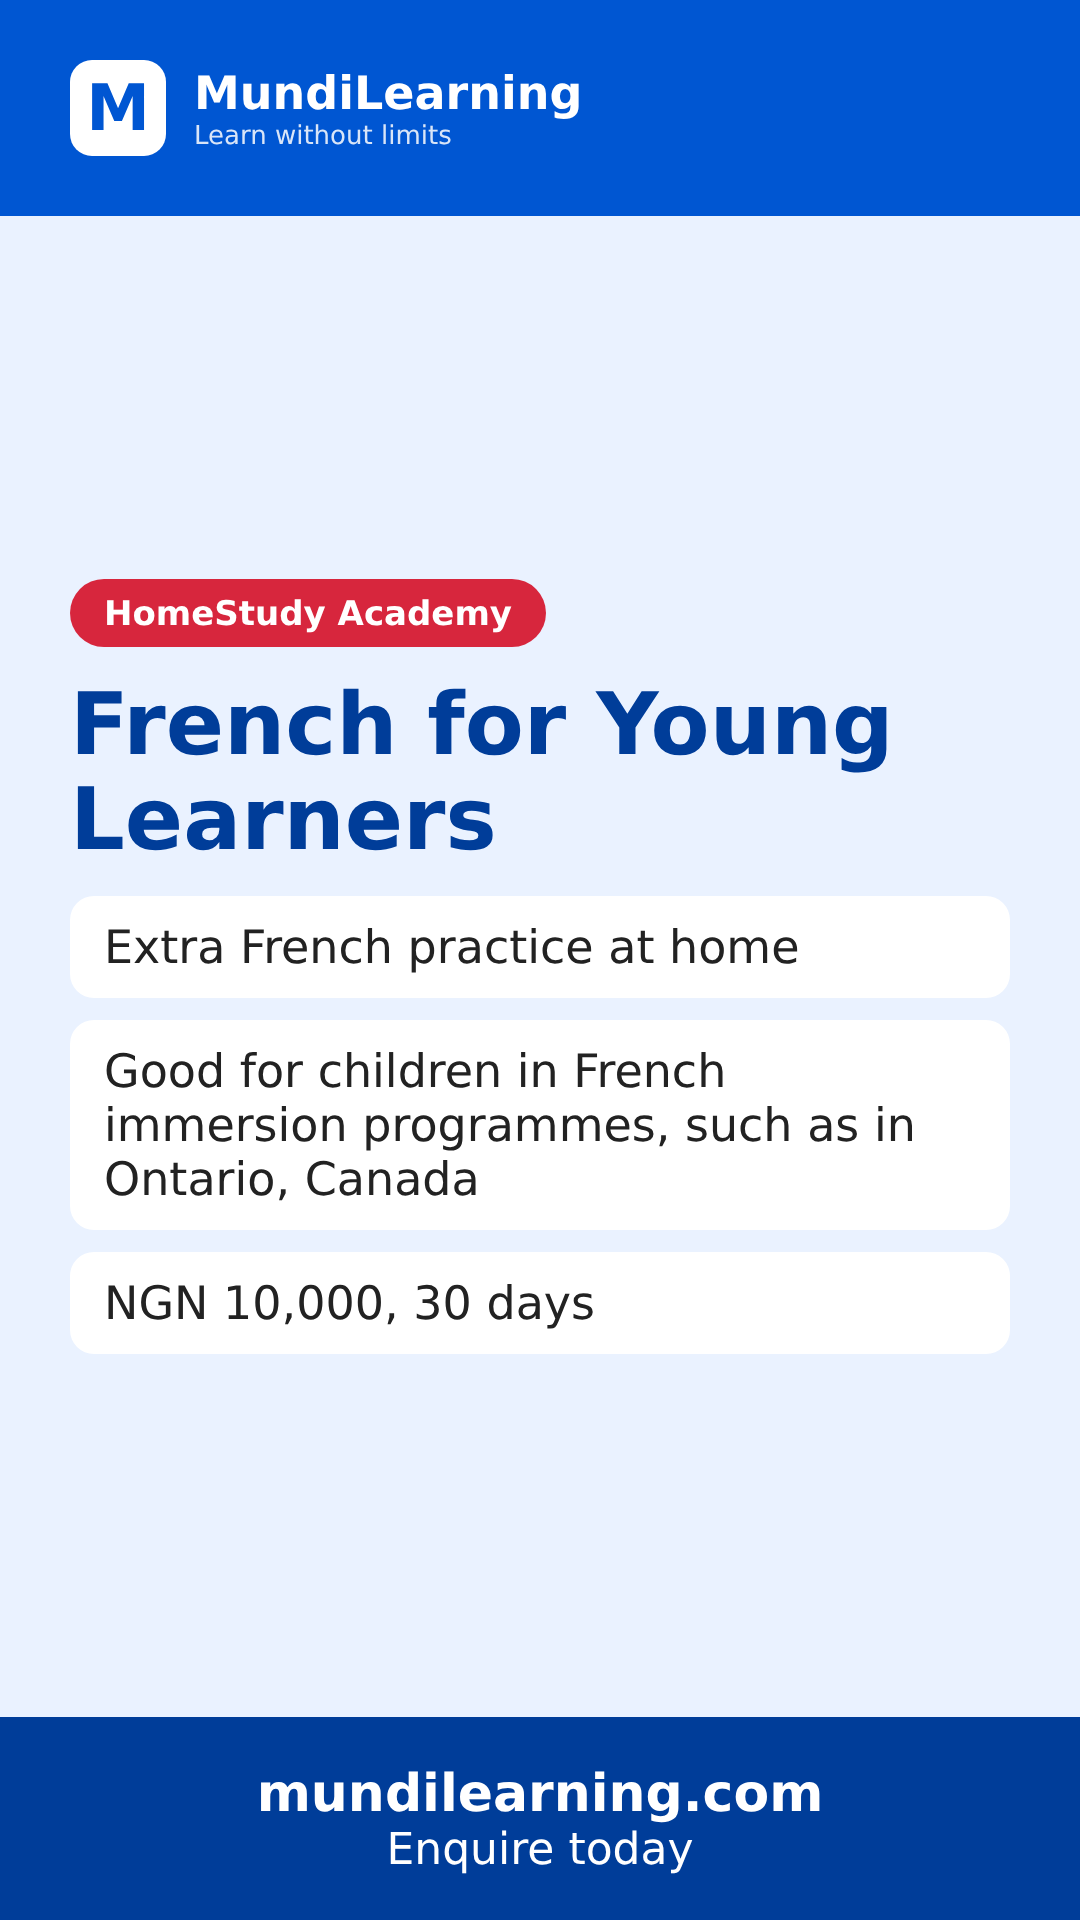 M
MundiLearning
Learn without limits
HomeStudy Academy
French for Young
Learners
Extra French practice at home
Good for children in French
immersion programmes, such as in
Ontario, Canada
NGN 10,000, 30 days
mundilearning.com
Enquire today